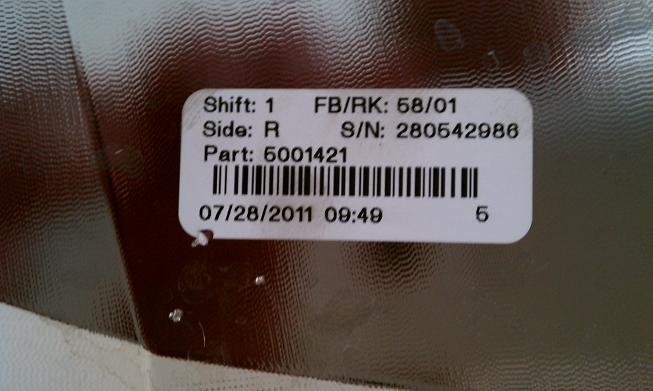 Shift: 1 FB/RK: 58/01
Side: R S/N: 280542986
Part: 5001421
07/28/2011 09:49 5